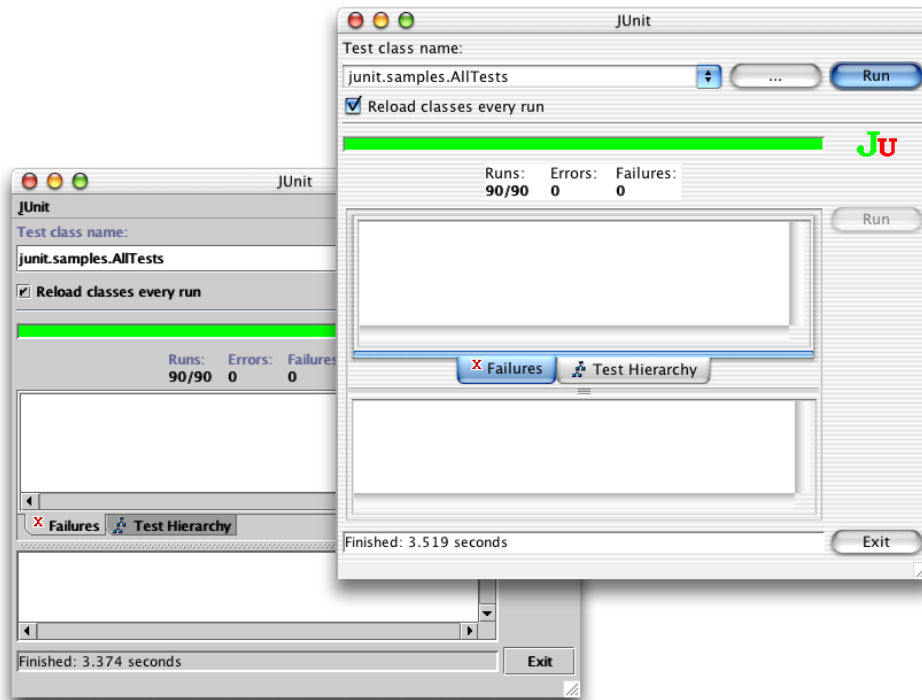 JUnit
Test class name:
junit.samples.AllTests
...
Run
Reload classes every run
JU
Runs: Errors: Failures:
90/90 0 0
Run
X Failures
Test Hierarchy
Finished: 3.519 seconds
Exit
JUnit
JUnit
Test class name:
junit.samples.AllTests
Reload classes every run
Runs: Errors: Failures
90/90 0 0
X Failures
Test Hierarchy
Finished: 3.374 seconds
Exit